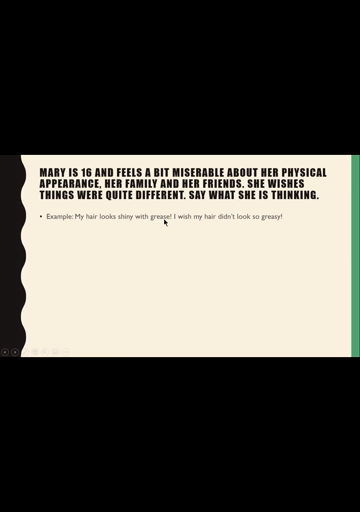 MARY IS 16 AND FEELS A BIT MISERABLE ABOUT HER PHYSICAL
APPEARANCE, HER FAMILY AND HER FRIENDS. SHE WISHES
THINGS WERE QUITE DIFFERENT. SAY WHAT SHE IS THINKING.
• Example: My hair looks shiny with grease! I wish my hair didn't look so greasy!